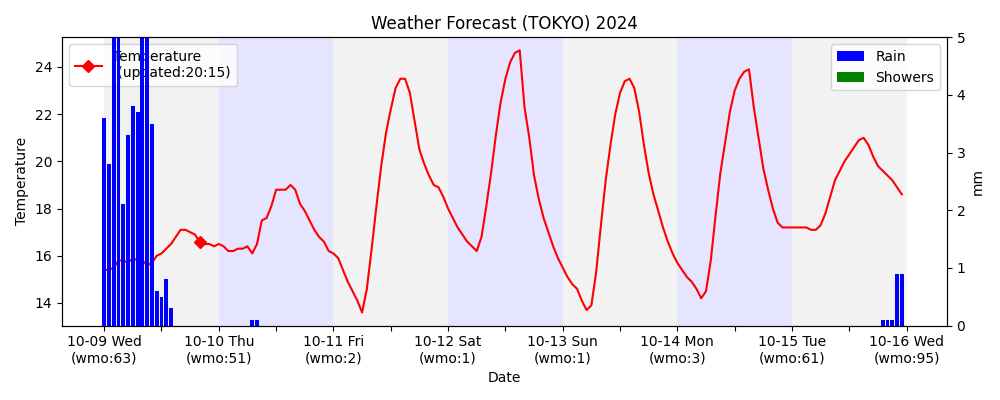 Weather Forecast (TOKYO) 2024
Temperature
(updated:20:15)
Rain
Showers
24
22
20
18
16
14
Temperature
5
4
3
2
1
0
mm
10-09 Wed
(wmo:63)
10-10 Thu
(wmo:51)
10-11 Fri
(wmo:2)
10-12 Sat
(wmo:1)
10-13 Sun
(wmo:1)
10-14 Mon
(wmo:3)
10-15 Tue
(wmo:61)
10-16 Wed
(wmo:95)
Date